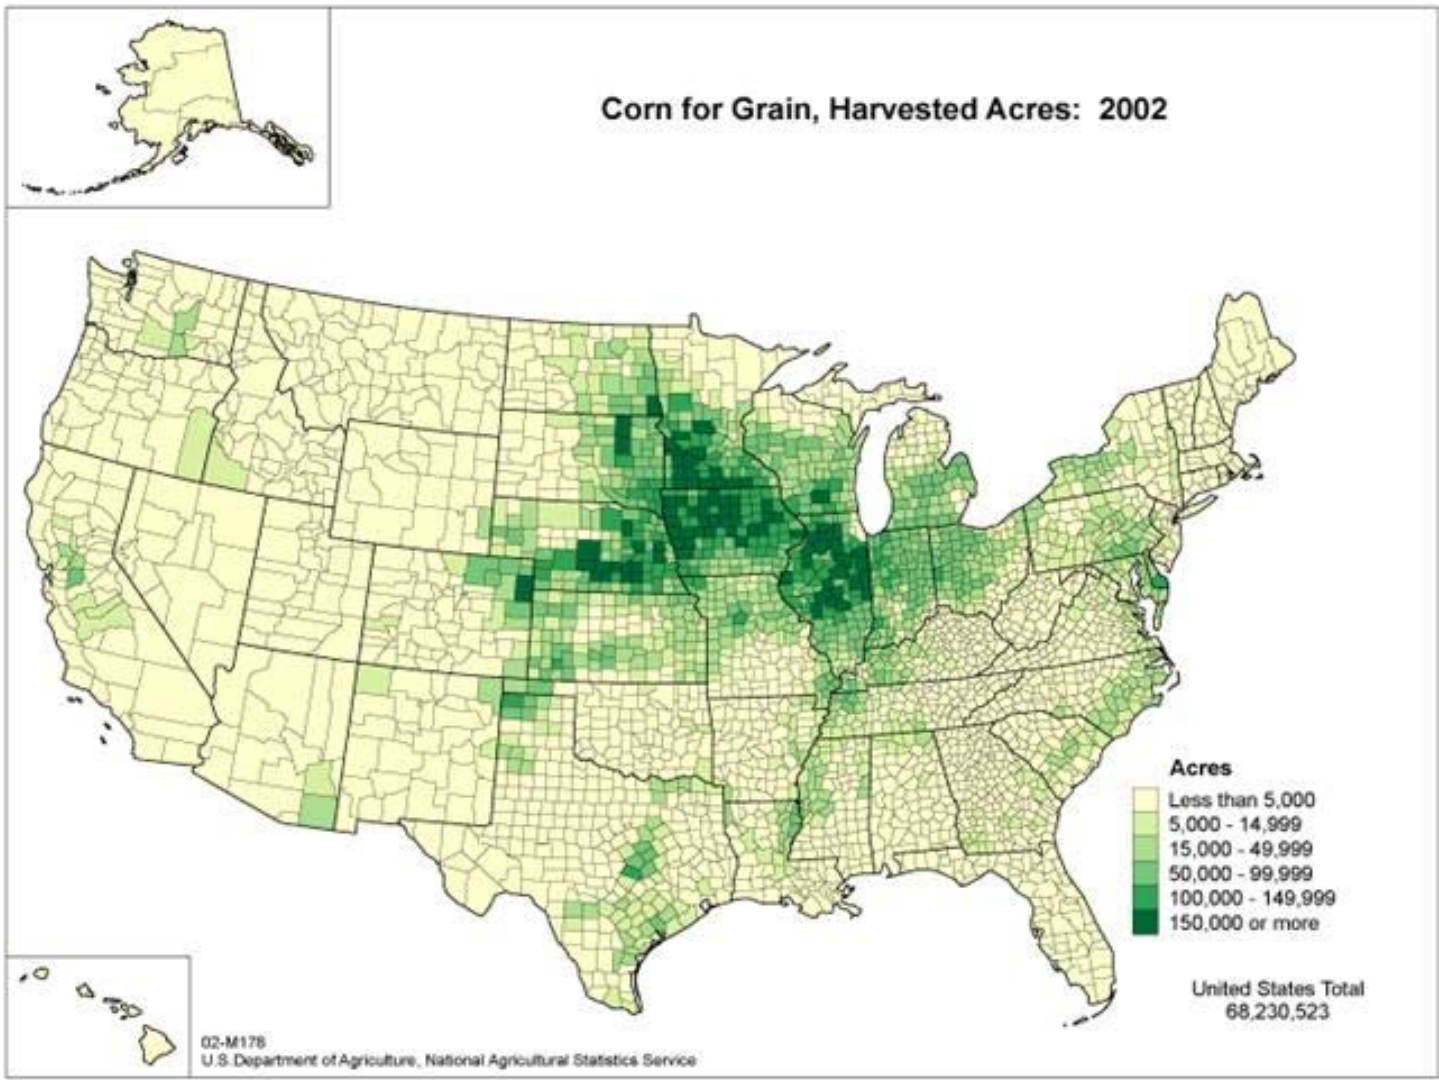 Corn for Grain, Harvested Acres: 2002
Acres
Less than 5,000
5,000 - 14,999
15,000 - 49,999
50,000 - 99,999
100,000 - 149,999
150,000 or more
United States Total
68,230,523
02-M178
U.S.Department of Agriculture, National Agricultural Statistics Service